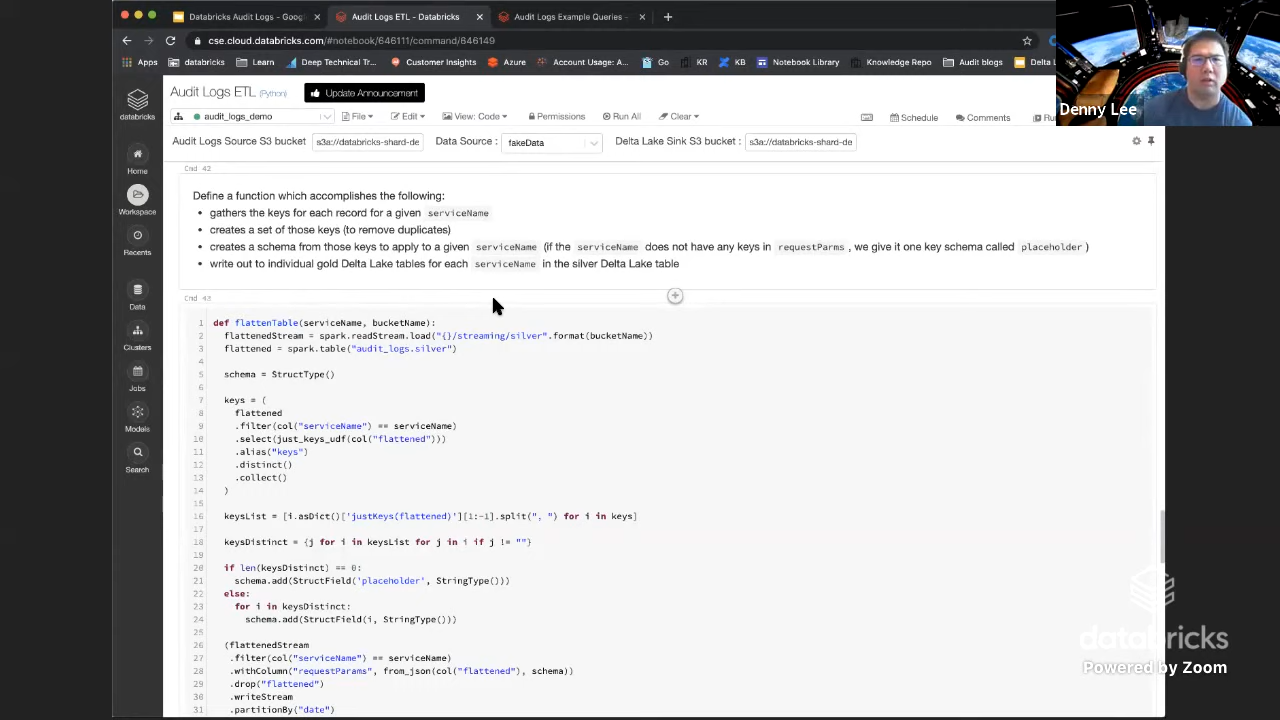 Databricks Audit Logs - Goog
Audit Logs ETL - Databricks
Audit Logs Example Queries -
cse.cloud.databricks.com/#notebook/646111/command/646149
Apps
databricks
Learn
Deep Technical Tr...
Customer Insights
Azure
Account Usage: A...
Go
KR
KB
Notebook Library
Knowledge Repo
Audit blogs
Delta L
Denny Lee
databricks
Home
Workspace
Recents
Data
Clusters
Jobs
Models
Search
Audit Logs ETL (Python)
Update Announcement
audit_logs_demo
File
Edit
View: Code
Permissions
Run All
Clear
Schedule
Comments
Ru
Audit Logs Source S3 bucket
s3a://databricks-shard-de
Data Source :
fakeData
Delta Lake Sink S3 bucket :
s3a://databricks-shard-de
Cmd 42
Define a function which accomplishes the following:
• gathers the keys for each record for a given serviceName
• creates a set of those keys (to remove duplicates)
• creates a schema from those keys to apply to a given serviceName (if the serviceName does not have any keys in requestParms , we give it one key schema called placeholder )
• write out to individual gold Delta Lake tables for each serviceName in the silver Delta Lake table
Cmd 43
1 def flattenTable(serviceName, bucketName):
2 flattenedStream = spark.readStream.load("{}/streaming/silver".format(bucketName))
3 flattened = spark.table("audit_logs.silver")
4
5 schema = StructType()
6
7 keys = (
8 flattened
9 .filter(col("serviceName") == serviceName)
10 .select(just_keys_udf(col("flattened")))
11 .alias("keys")
12 .distinct()
13 .collect()
14 )
15
16 keysList = [i.asDict()['justKeys(flattened)'][1:-1].split(", ") for i in keys]
17
18 keysDistinct = {j for i in keysList for j in i if j != ""}
19
20 if len(keysDistinct) == 0:
21 schema.add(StructField('placeholder', StringType()))
22 else:
23 for i in keysDistinct:
24 schema.add(StructField(i, StringType()))
25
26 (flattenedStream
27 .filter(col("serviceName") == serviceName)
28 .withColumn("requestParams", from_json(col("flattened"), schema))
29 .drop("flattened")
30 .writeStream
31 .partitionBy("date")
databricks
Powered by Zoom